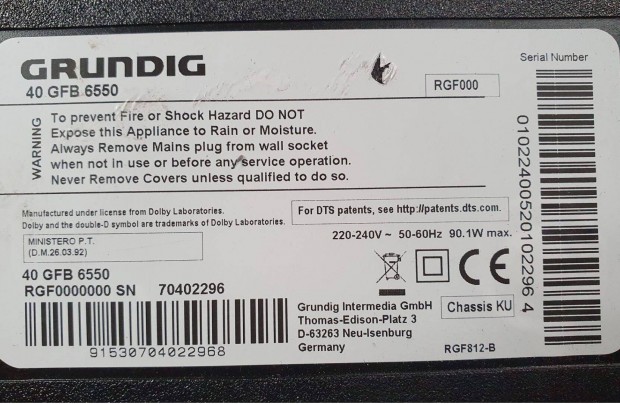 GRUNDIG
40 GFB 6550
RGF000
Serial Number
WARNING
To prevent Fire or Shock Hazard DO NOT
Expose this Appliance to Rain or Moisture.
Always Remove Mains plug from wall socket
when not in use or before any service operation.
Never Remove Covers unless qualified to do so.
01022400520102296 4
Manufactured under license from Dolby Laboratories.
Dolby and the double-D symbol are trademarks of Dolby Laboratories.
For DTS patents, see http://patents.dts.com.
MINISTERO P.T.
(D.M.26.03.92)
220-240V ~ 50-60Hz 90.1W max.
CE
40 GFB 6550
RGF0000000 SN 70402296
91530704022968
Grundig Intermedia GmbH
Thomas-Edison-Platz 3
D-63263 Neu-Isenburg
Germany
Chassis KU
RGF812-B